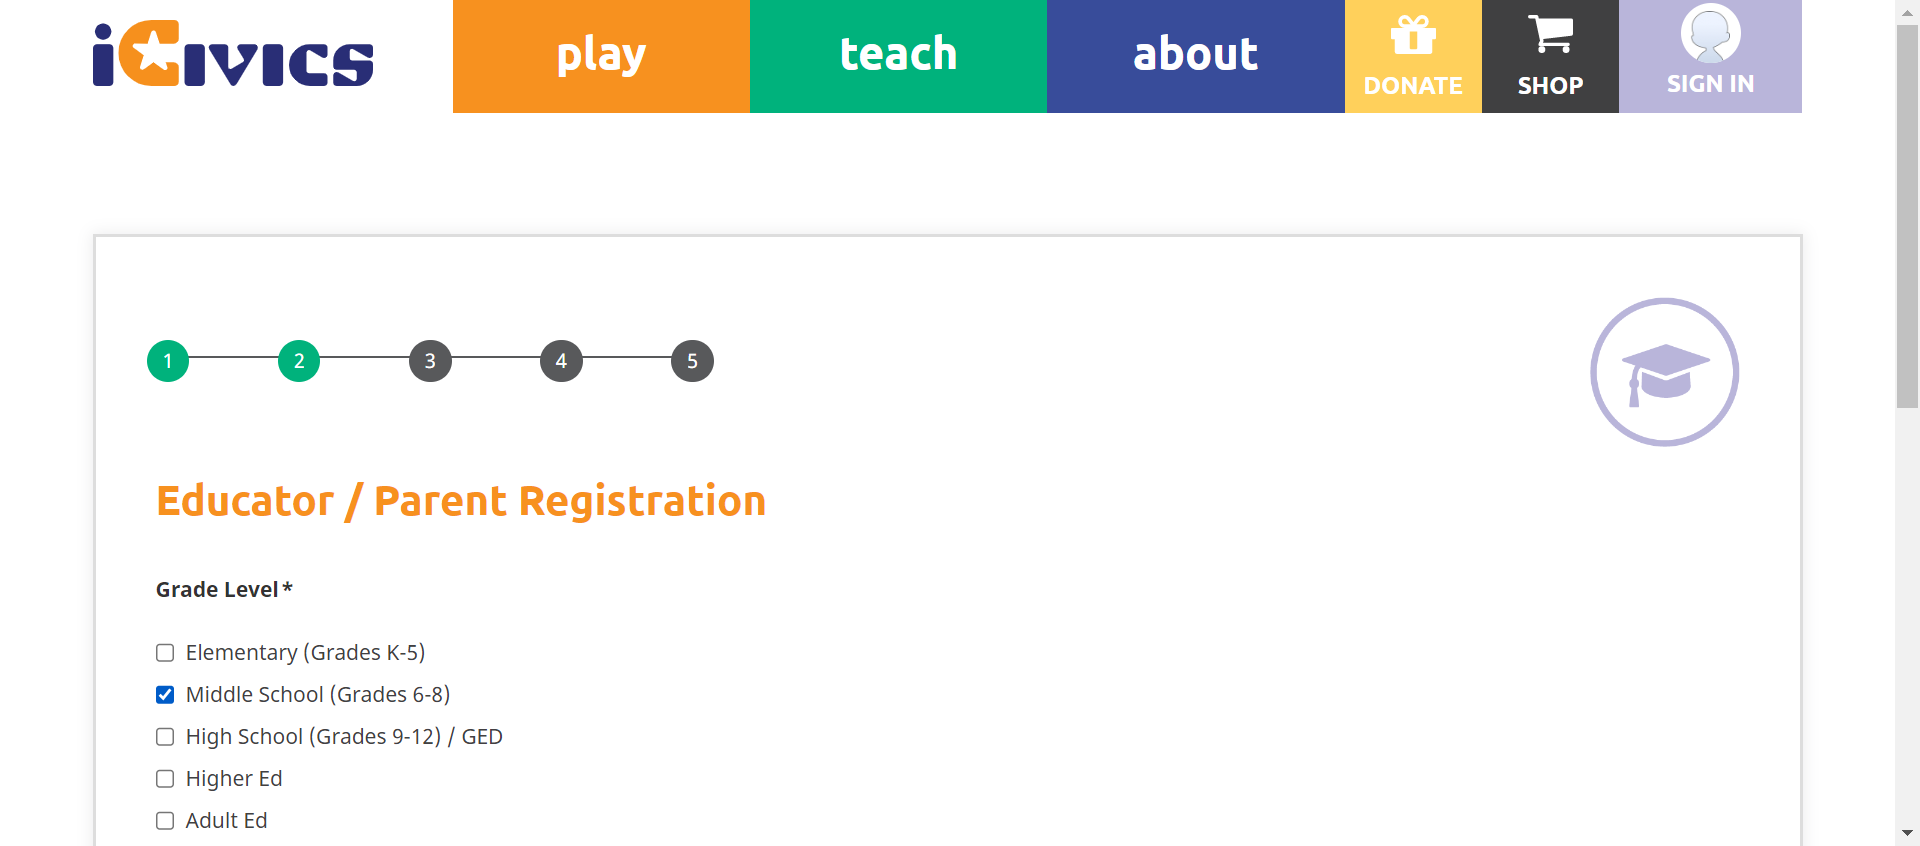 iCivics
play
teach
about
DONATE
SHOP
SIGN IN
1
2
3
4
5
Educator / Parent Registration
Grade Level*
Elementary (Grades K-5)
Middle School (Grades 6-8)
High School (Grades 9-12) / GED
Higher Ed
Adult Ed